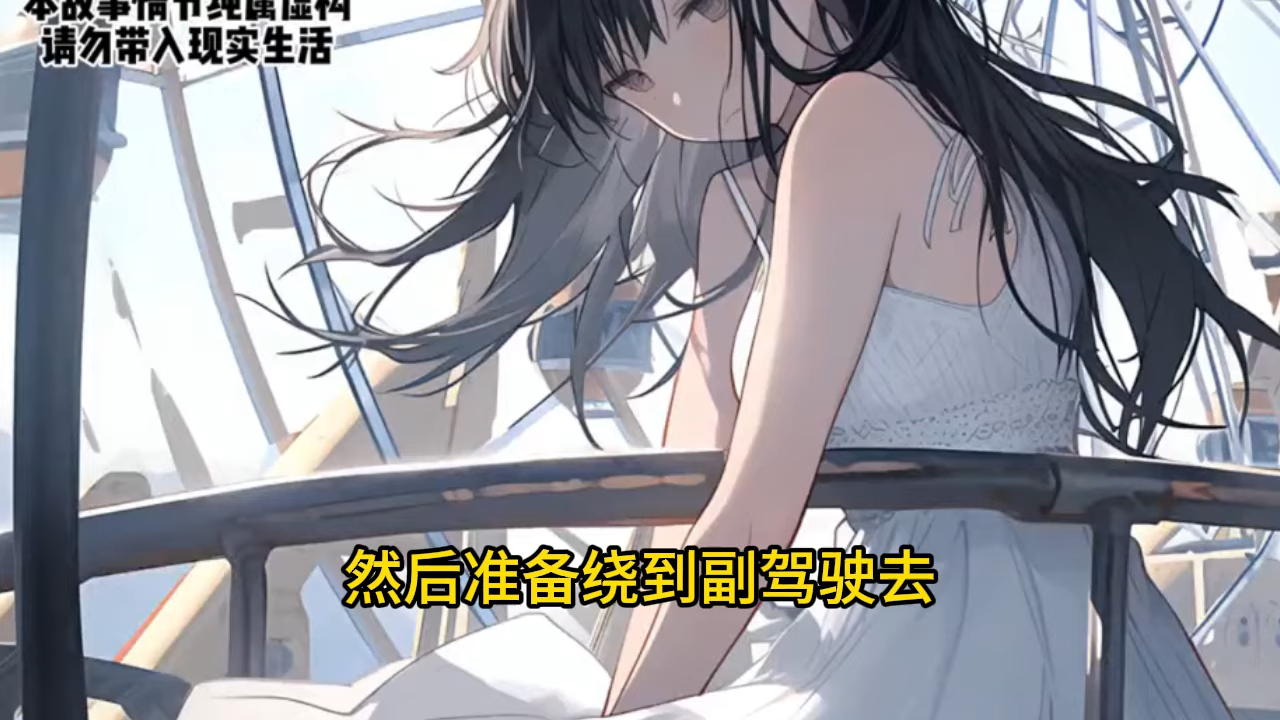 本故事情节纯属虚构
请勿带入现实生活
然后准备绕到副驾驶去